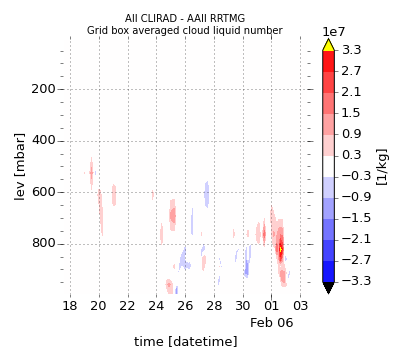 All CLIRAD - AAll RRTMG
Grid box averaged cloud liquid number
1e7
3.3
2.7
2.1
1.5
0.9
0.3
−0.3
−0.9
−1.5
−2.1
−2.7
−3.3
[1/kg]
lev [mbar]
200
400
600
800
18 20 22 24 26 28 30 01 03
Feb 06
time [datetime]